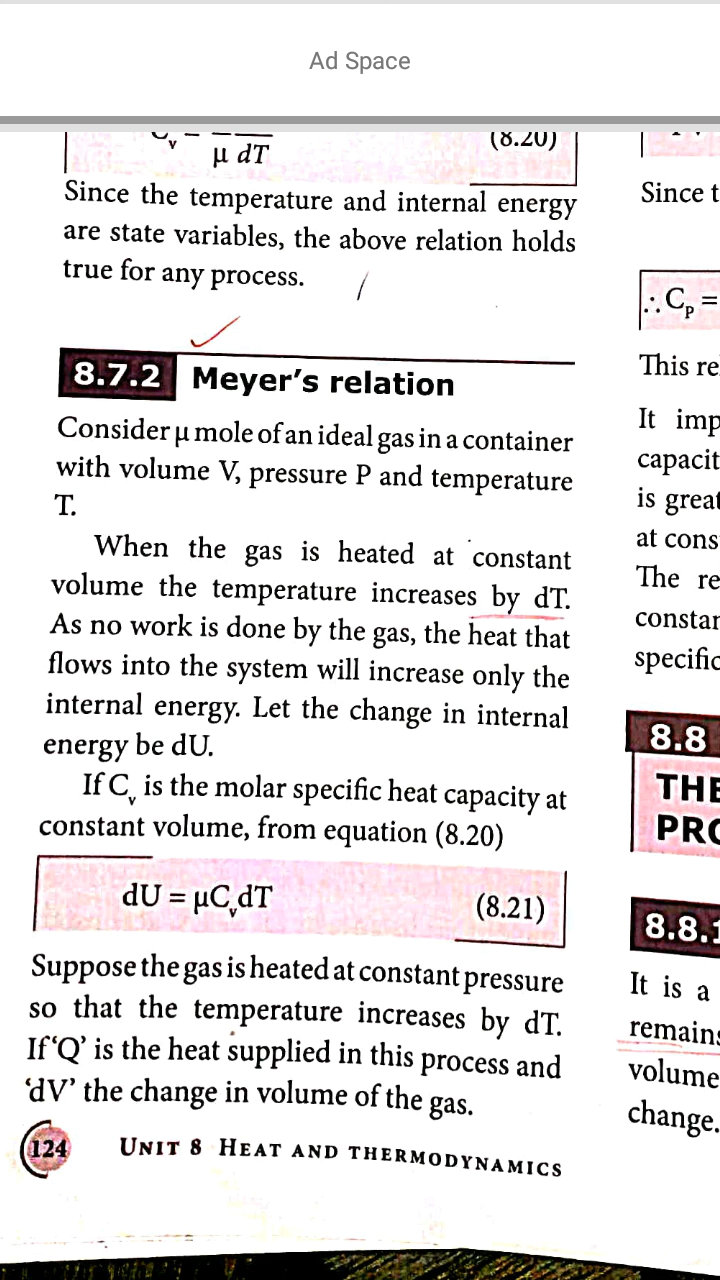 Ad Space
μ dT
(8.20)
Since the temperature and internal energy
are state variables, the above relation holds
true for any process.
8.7.2 Meyer’s relation
Consider μ mole of an ideal gas in a container
with volume V, pressure P and temperature
T.
When the gas is heated at constant
volume the temperature increases by dT.
As no work is done by the gas, the heat that
flows into the system will increase only the
internal energy. Let the change in internal
energy be dU.
If Cv is the molar specific heat capacity at
constant volume, from equation (8.20)
dU = μCvdT (8.21)
Suppose the gas is heated at constant pressure
so that the temperature increases by dT.
If ‘Q’ is the heat supplied in this process and
‘dV’ the change in volume of the gas.
124 UNIT 8 HEAT AND THERMODYNAMICS
Since t
∴ CP =
This re
It imp
capacit
is great
at cons
The re
constan
specific
8.8
THE
PRO
8.8.1
It is a
remains
volume
change.